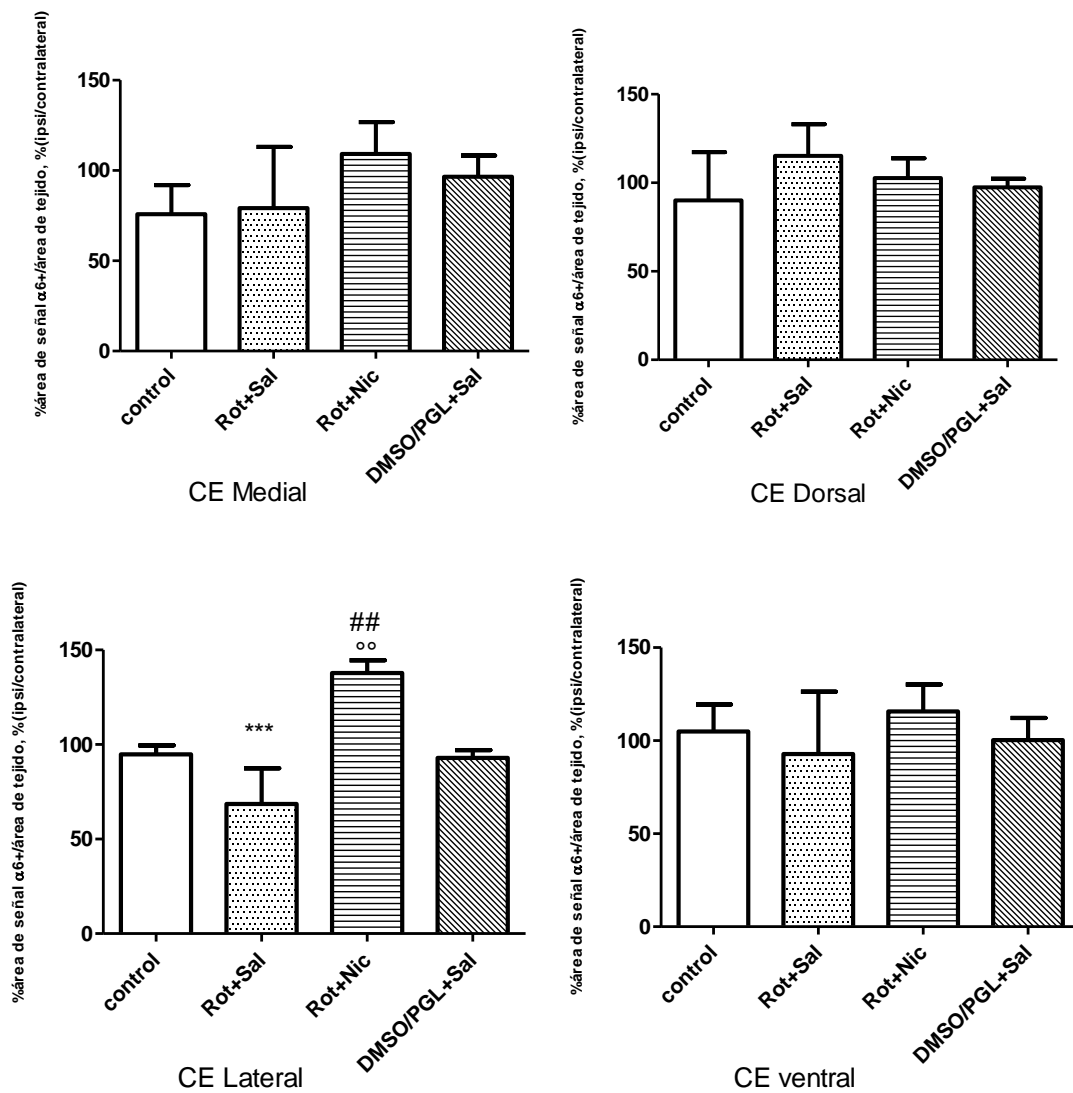 %área de señal α6+/área de tejido, %(ipsi/contralateral)
150
100
50
0
control
Rot+Sal
Rot+Nic
DMSO/PGL+Sal
CE Medial
%área de señal α6+/área de tejido, %(ipsi/contralateral)
150
100
50
0
control
Rot+Sal
Rot+Nic
DMSO/PGL+Sal
CE Dorsal
%área de señal α6+/área de tejido, %(ipsi/contralateral)
150
100
50
0
***
##
°°
control
Rot+Sal
Rot+Nic
DMSO/PGL+Sal
CE Lateral
%área de señal α6+/área de tejido, %(ipsi/contralateral)
150
100
50
0
control
Rot+Sal
Rot+Nic
DMSO/PGL+Sal
CE ventral